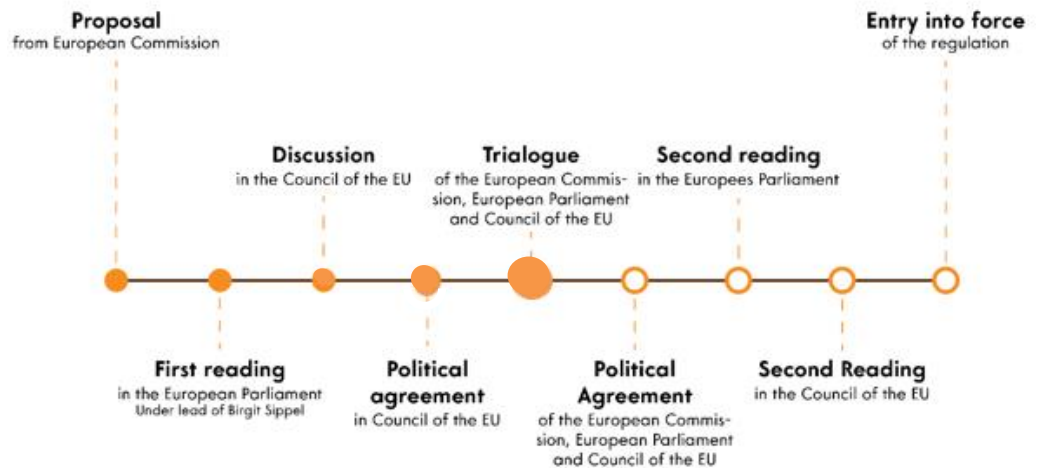 Proposal
from European Commission
Entry into force
of the regulation
Discussion
in the Council of the EU
Trialogue
of the European Commis-
sion, European Parliament
and Council of the EU
Second reading
in the Europees Parliament
First reading
in the European Parliament
Under lead of Birgit Sippel
Political
agreement
in Council of the EU
Political
Agreement
of the European Commis-
sion, European Parliament
and Council of the EU
Second Reading
in the Council of the EU